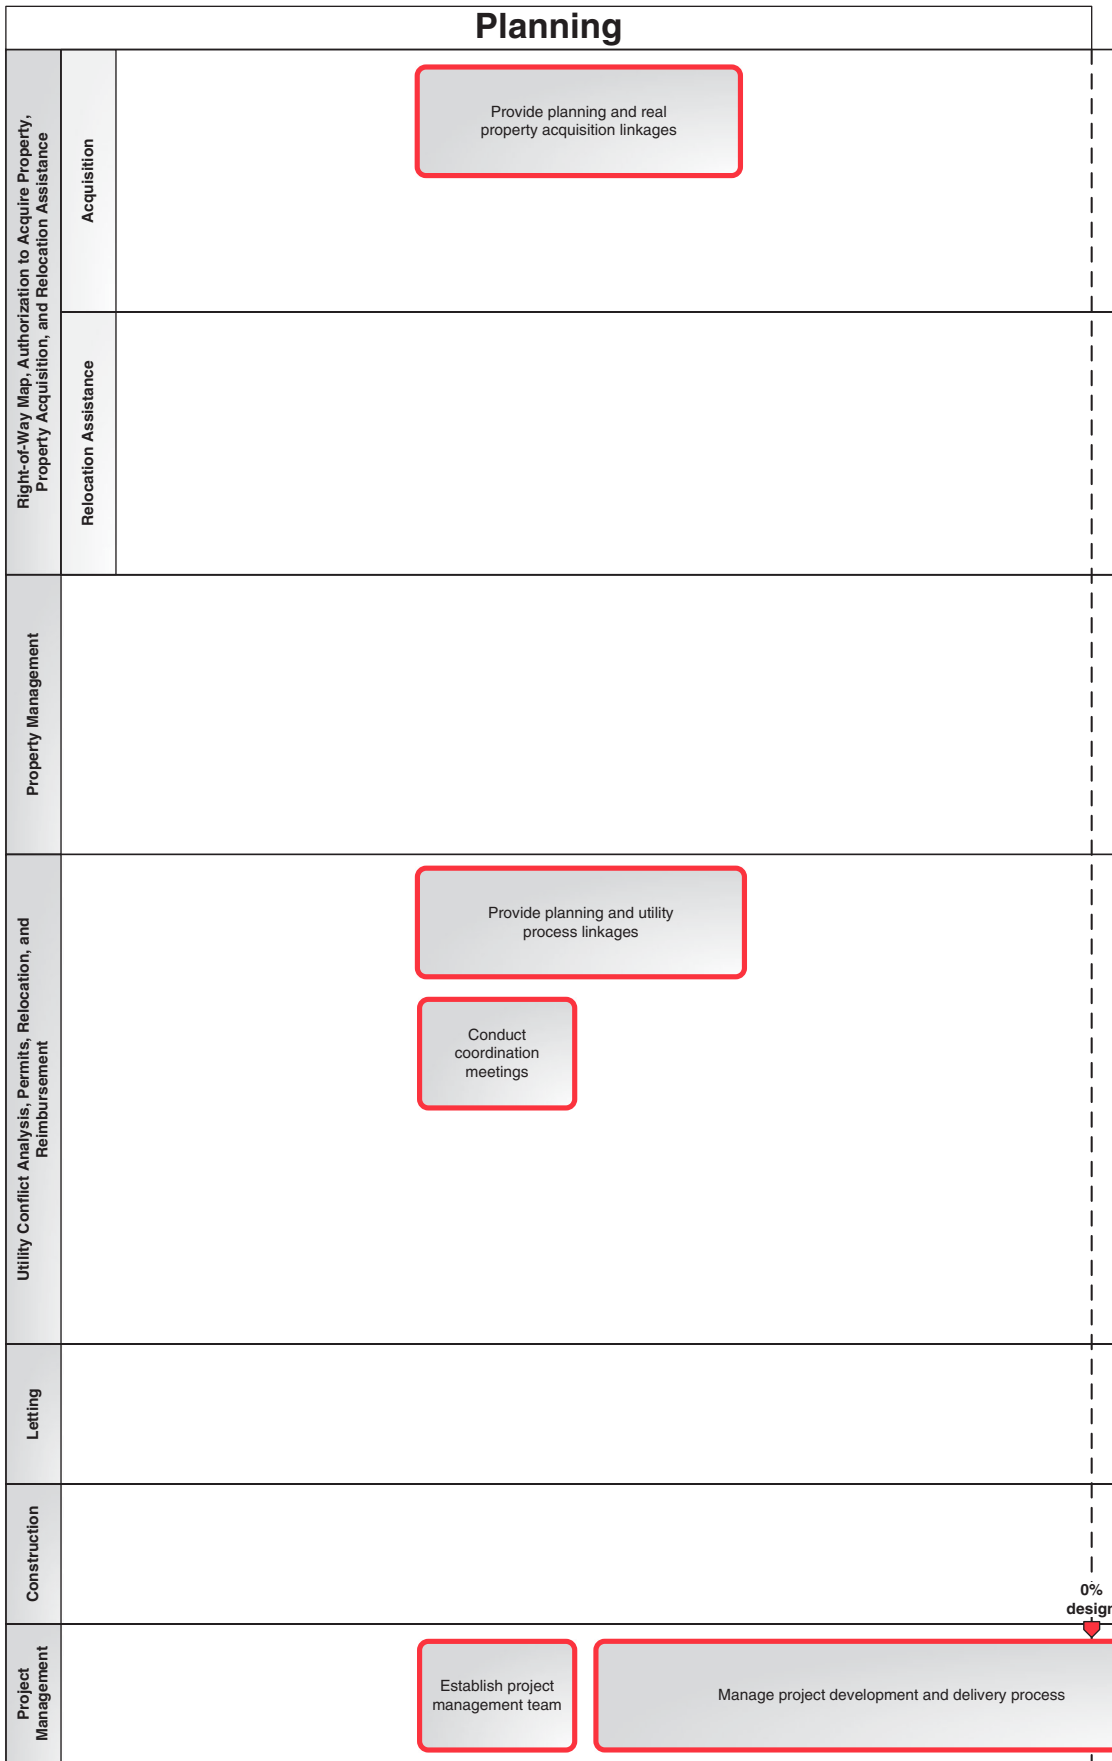 Planning
Right-of-Way Map, Authorization to Acquire Property,
Property Acquisition, and Relocation Assistance
Acquisition
Provide planning and real
property acquisition linkages
Relocation Assistance
Property Management
Utility Conflict Analysis, Permits, Relocation, and
Reimbursement
Provide planning and utility
process linkages
Conduct
coordination
meetings
Letting
Construction
0%
design
Project
Management
Establish project
management team
Manage project development and delivery process